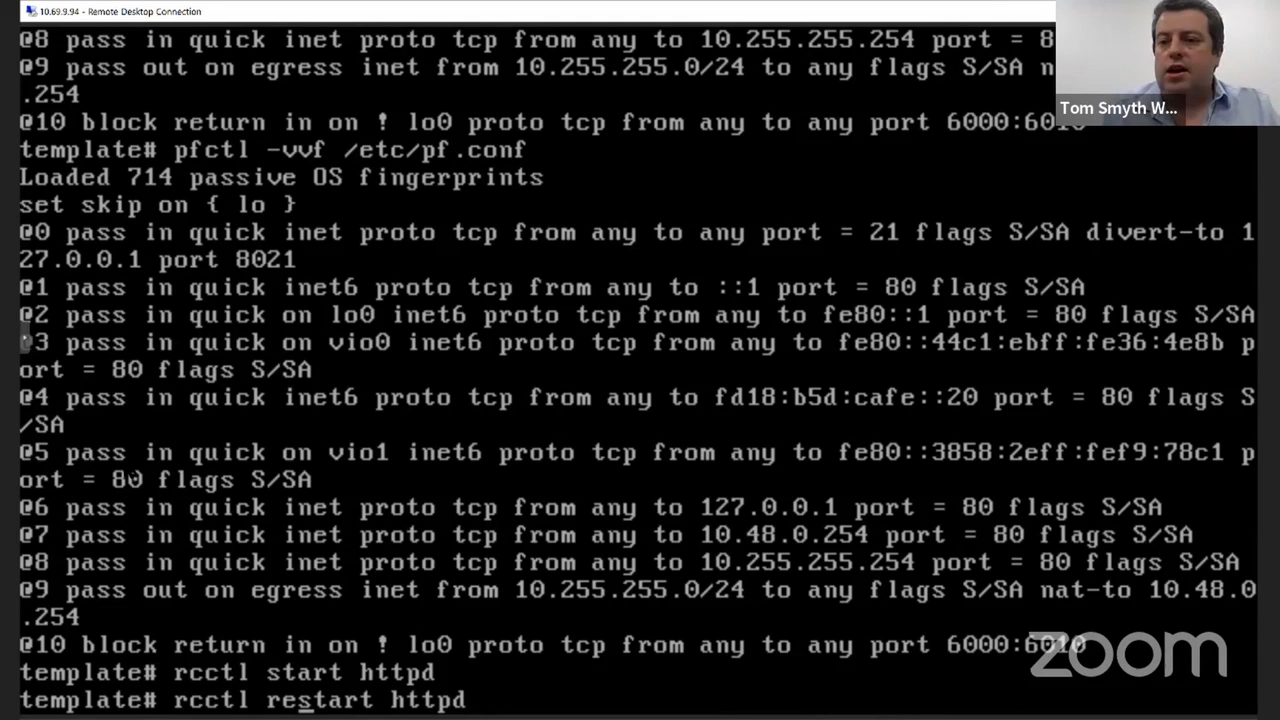 10.69.9.94 - Remote Desktop Connection
@8 pass in quick inet proto tcp from any to 10.255.255.254 port = 8
@9 pass out on egress inet from 10.255.255.0/24 to any flags S/SA n
.254
@10 block return in on ! lo0 proto tcp from any to any port 6000:6010
Tom Smyth W...
template# pfctl -vvf /etc/pf.conf
Loaded 714 passive OS fingerprints
set skip on { lo }
@0 pass in quick inet proto tcp from any to any port = 21 flags S/SA divert-to 1
27.0.0.1 port 8021
@1 pass in quick inet6 proto tcp from any to ::1 port = 80 flags S/SA
@2 pass in quick on lo0 inet6 proto tcp from any to fe80::1 port = 80 flags S/SA
3 pass in quick on vio0 inet6 proto tcp from any to fe80::44c1:ebff:fe36:4e8b p
ort = 80 flags S/SA
@4 pass in quick inet6 proto tcp from any to fd18:b5d:cafe::20 port = 80 flags S
/SA
@5 pass in quick on vio1 inet6 proto tcp from any to fe80::3858:2eff:fef9:78c1 p
ort = 80 flags S/SA
@6 pass in quick inet proto tcp from any to 127.0.0.1 port = 80 flags S/SA
@7 pass in quick inet proto tcp from any to 10.48.0.254 port = 80 flags S/SA
@8 pass in quick inet proto tcp from any to 10.255.255.254 port = 80 flags S/SA
@9 pass out on egress inet from 10.255.255.0/24 to any flags S/SA nat-to 10.48.0
.254
@10 block return in on ! lo0 proto tcp from any to any port 6000:6010
template# rcctl start httpd
template# rcctl restart httpd
zoom